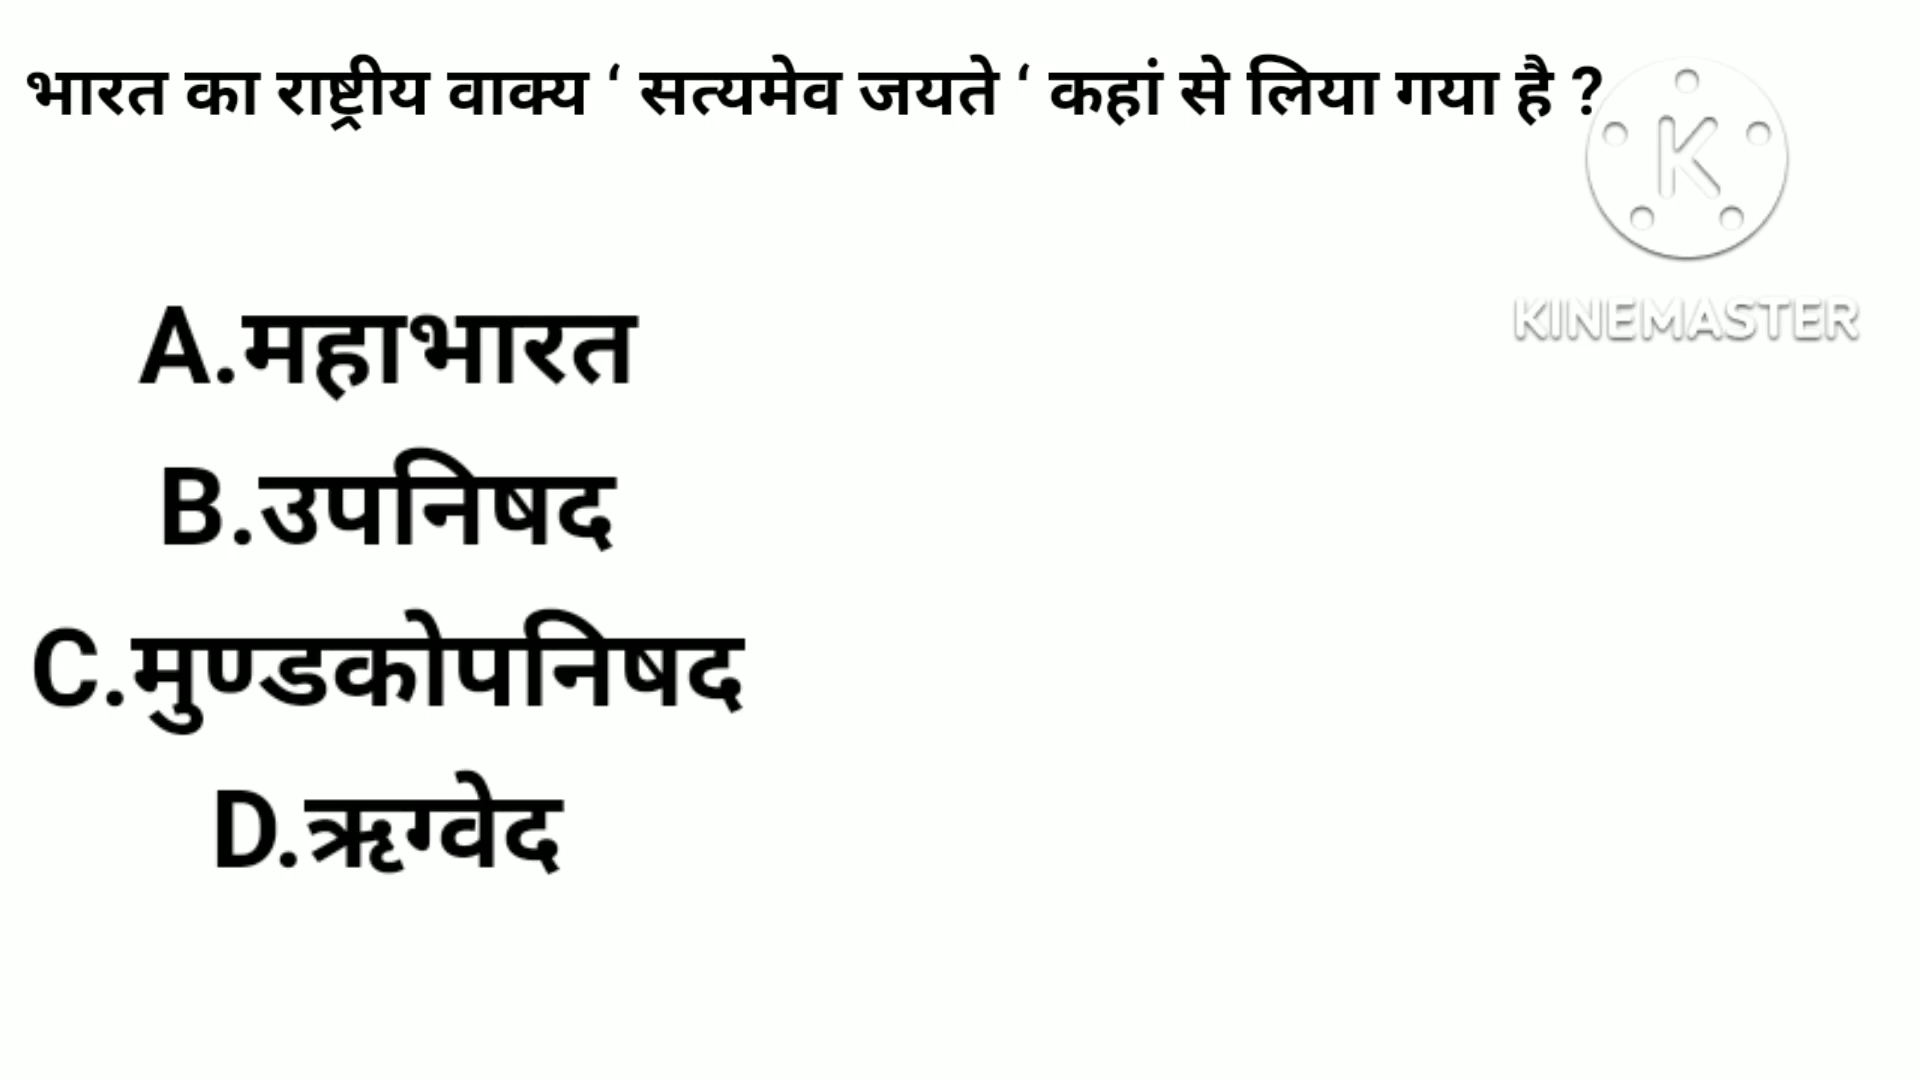 भारत का राष्ट्रीय वाक्य ‘ सत्यमेव जयते ‘ कहां से लिया गया है ?
K
KINEMASTER
A.महाभारत
B.उपनिषद
C.मुण्डकोपनिषद
D.ऋग्वेद